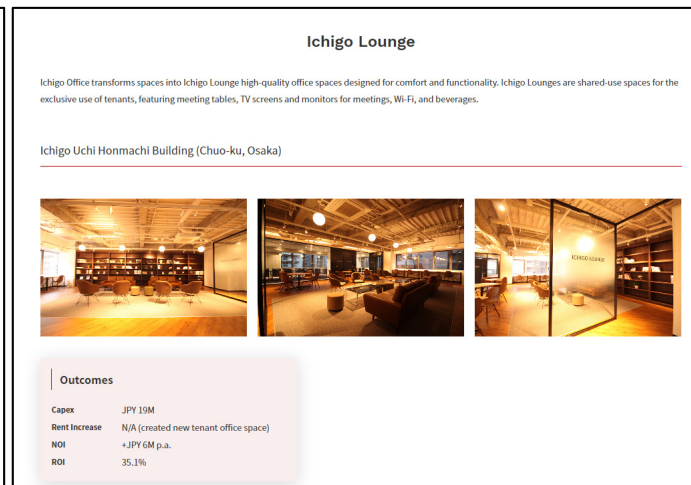 Ichigo Lounge
Ichigo Office transforms spaces into Ichigo Lounge high-quality office spaces designed for comfort and functionality. Ichigo Lounges are shared-use spaces for the
exclusive use of tenants, featuring meeting tables, TV screens and monitors for meetings, Wi-Fi, and beverages.
Ichigo Uchi Honmachi Building (Chuo-ku, Osaka)
ICHIGO LOUNGE
Outcomes
Capex JPY 19M
Rent Increase N/A (created new tenant office space)
NOI +JPY 6M p.a.
ROI 35.1%